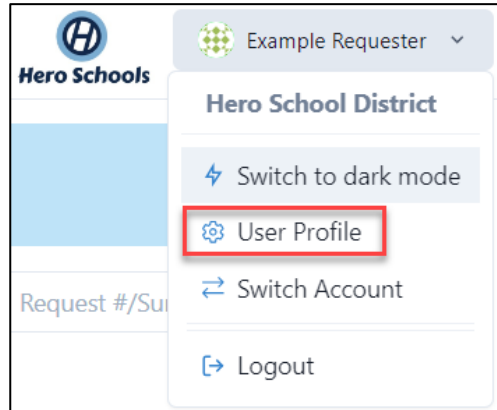 Hero Schools
Example Requester
Hero School District
Switch to dark mode
User Profile
Request #/Su
Switch Account
Logout